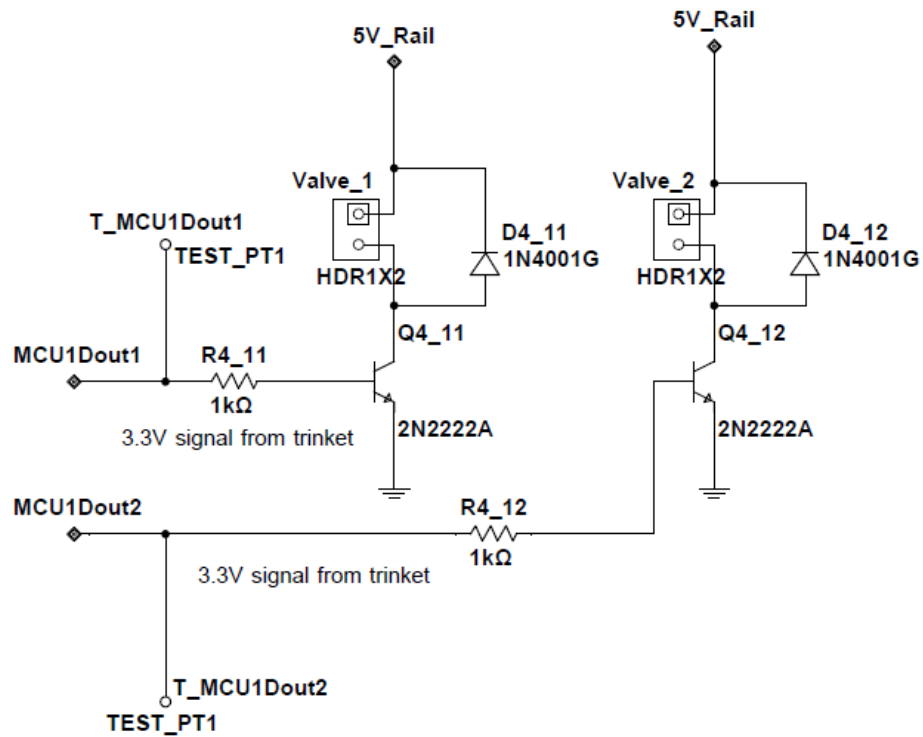 5V_Rail
5V_Rail
Valve_1
Valve_2
T_MCU1Dout1
TEST_PT1
D4_11
1N4001G
D4_12
1N4001G
HDR1X2
HDR1X2
Q4_11
Q4_12
MCU1Dout1
R4_11
1kΩ
2N2222A
2N2222A
3.3V signal from trinket
MCU1Dout2
R4_12
1kΩ
3.3V signal from trinket
T_MCU1Dout2
TEST_PT1